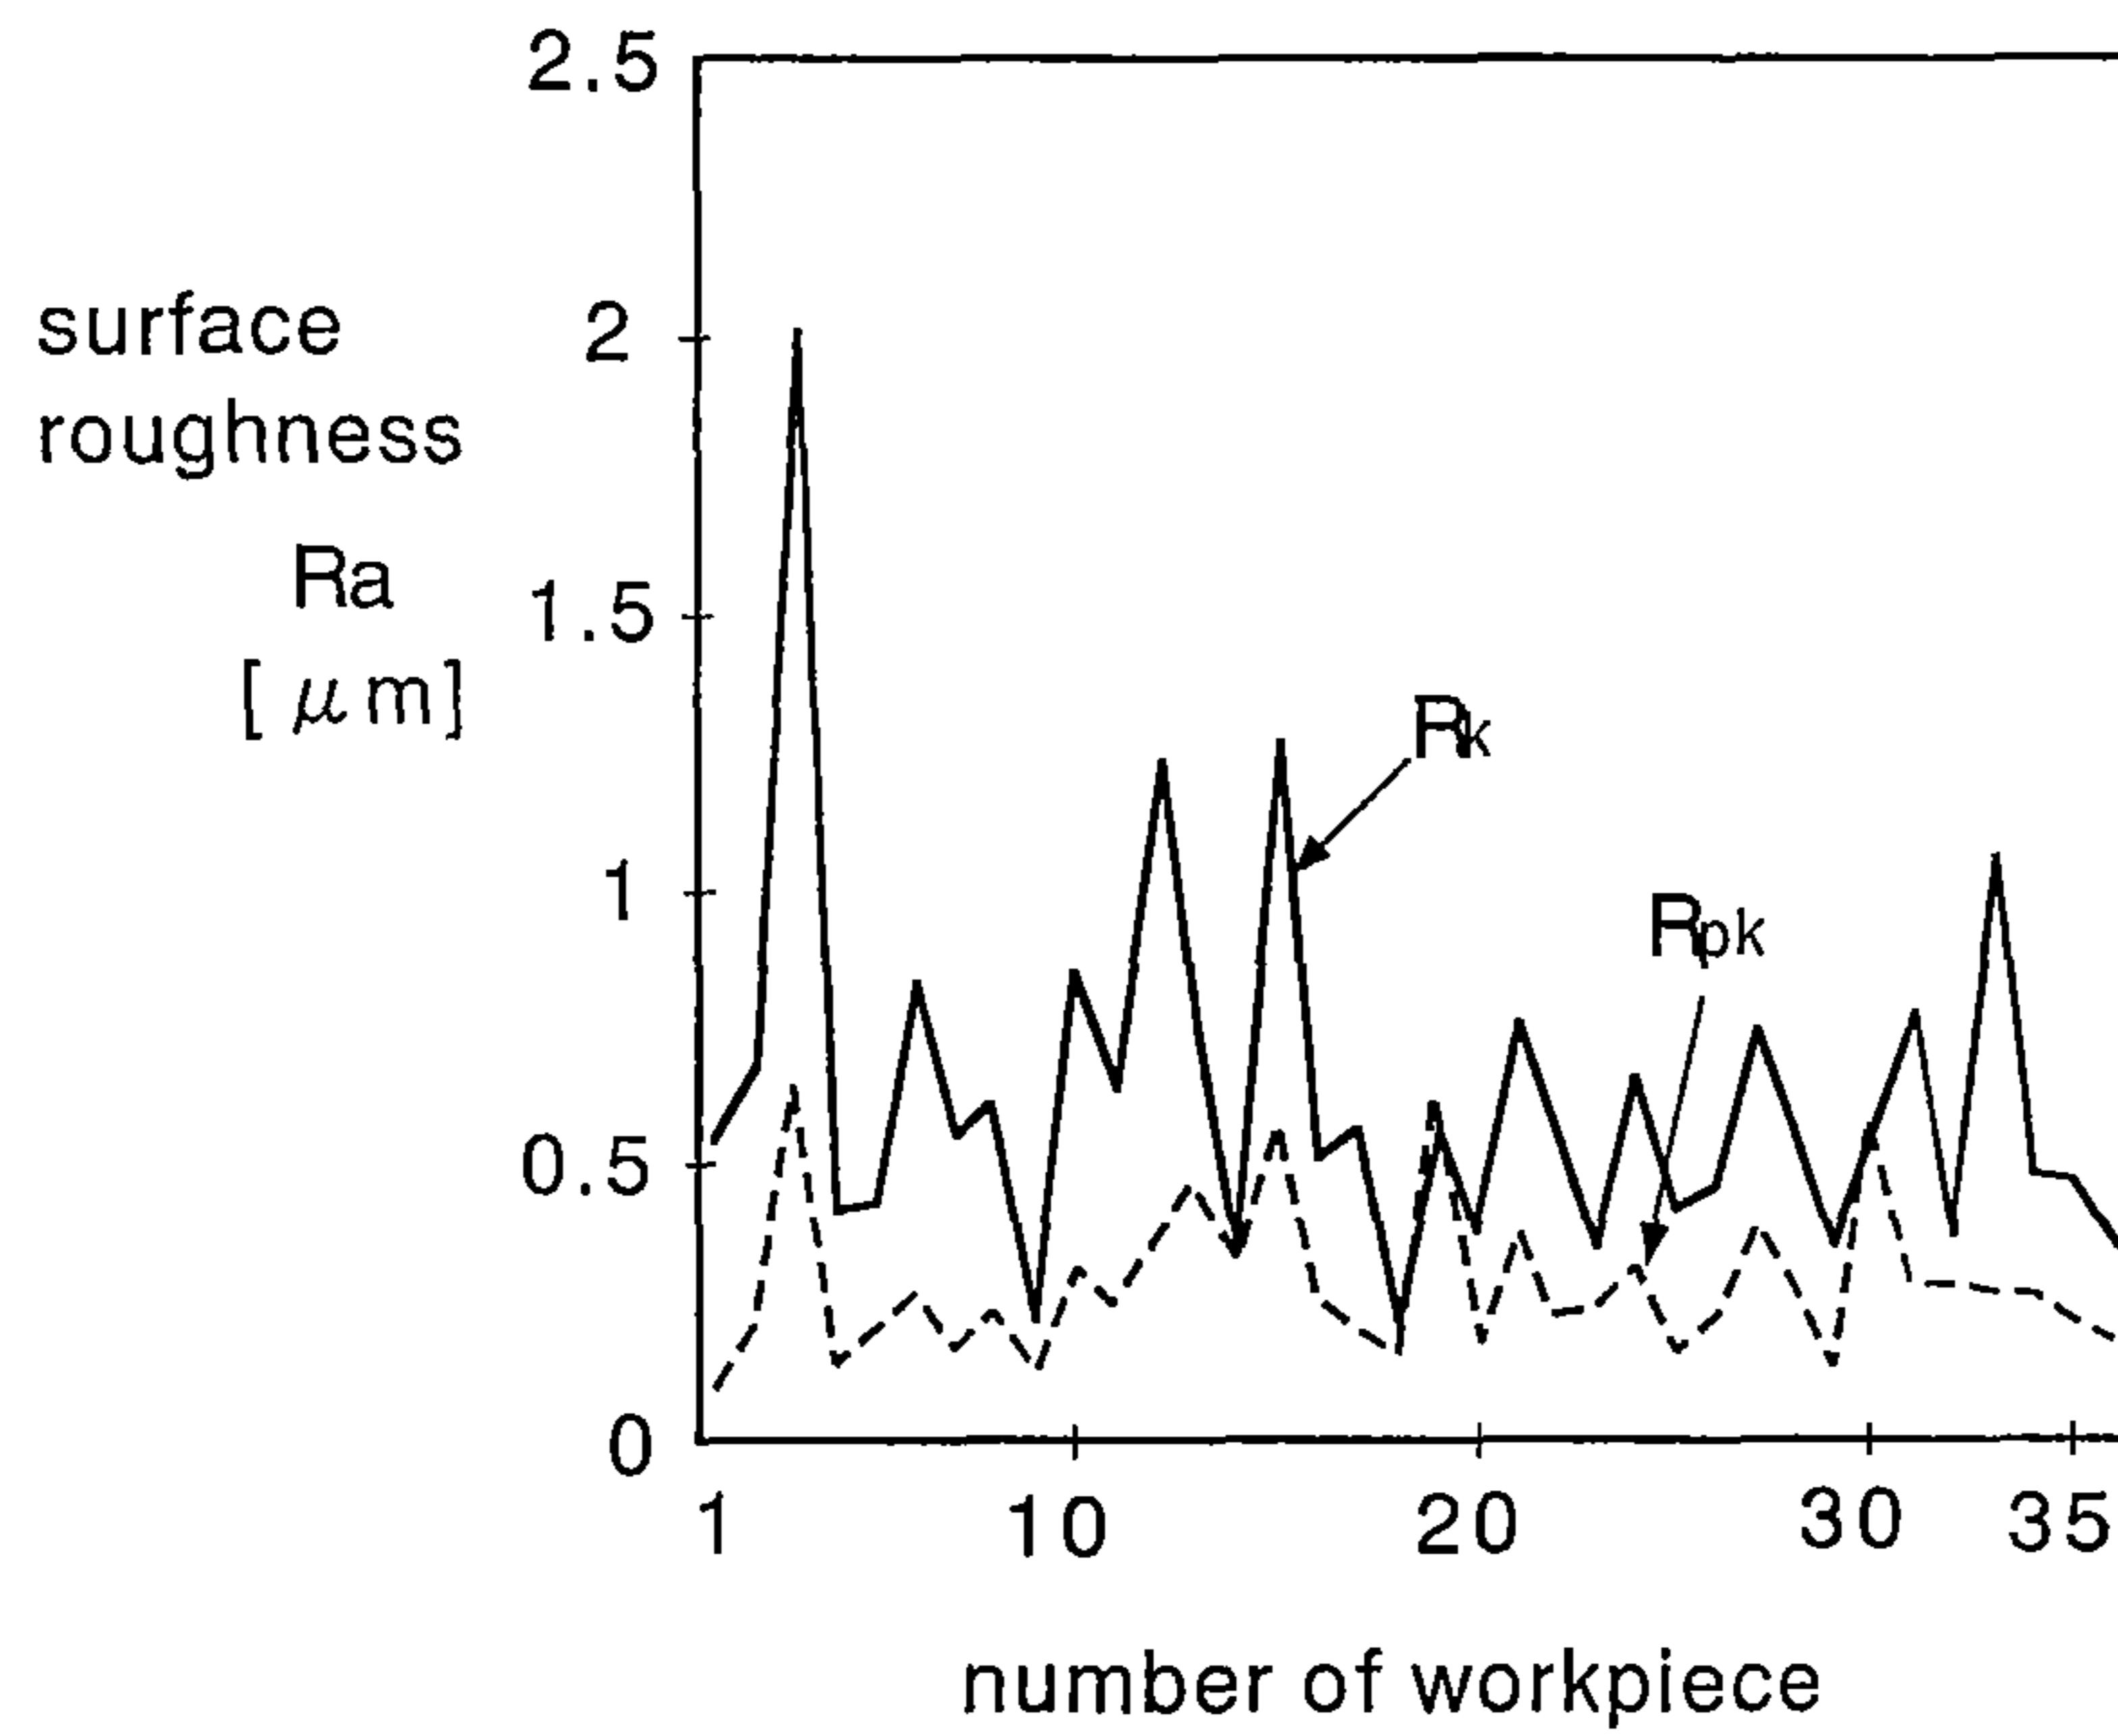 2.5
surface
roughness
Ra
[ μm]
2
1.5
Rk
1
Rpk
0.5
0
1 10 20 30 35
number of workpiece